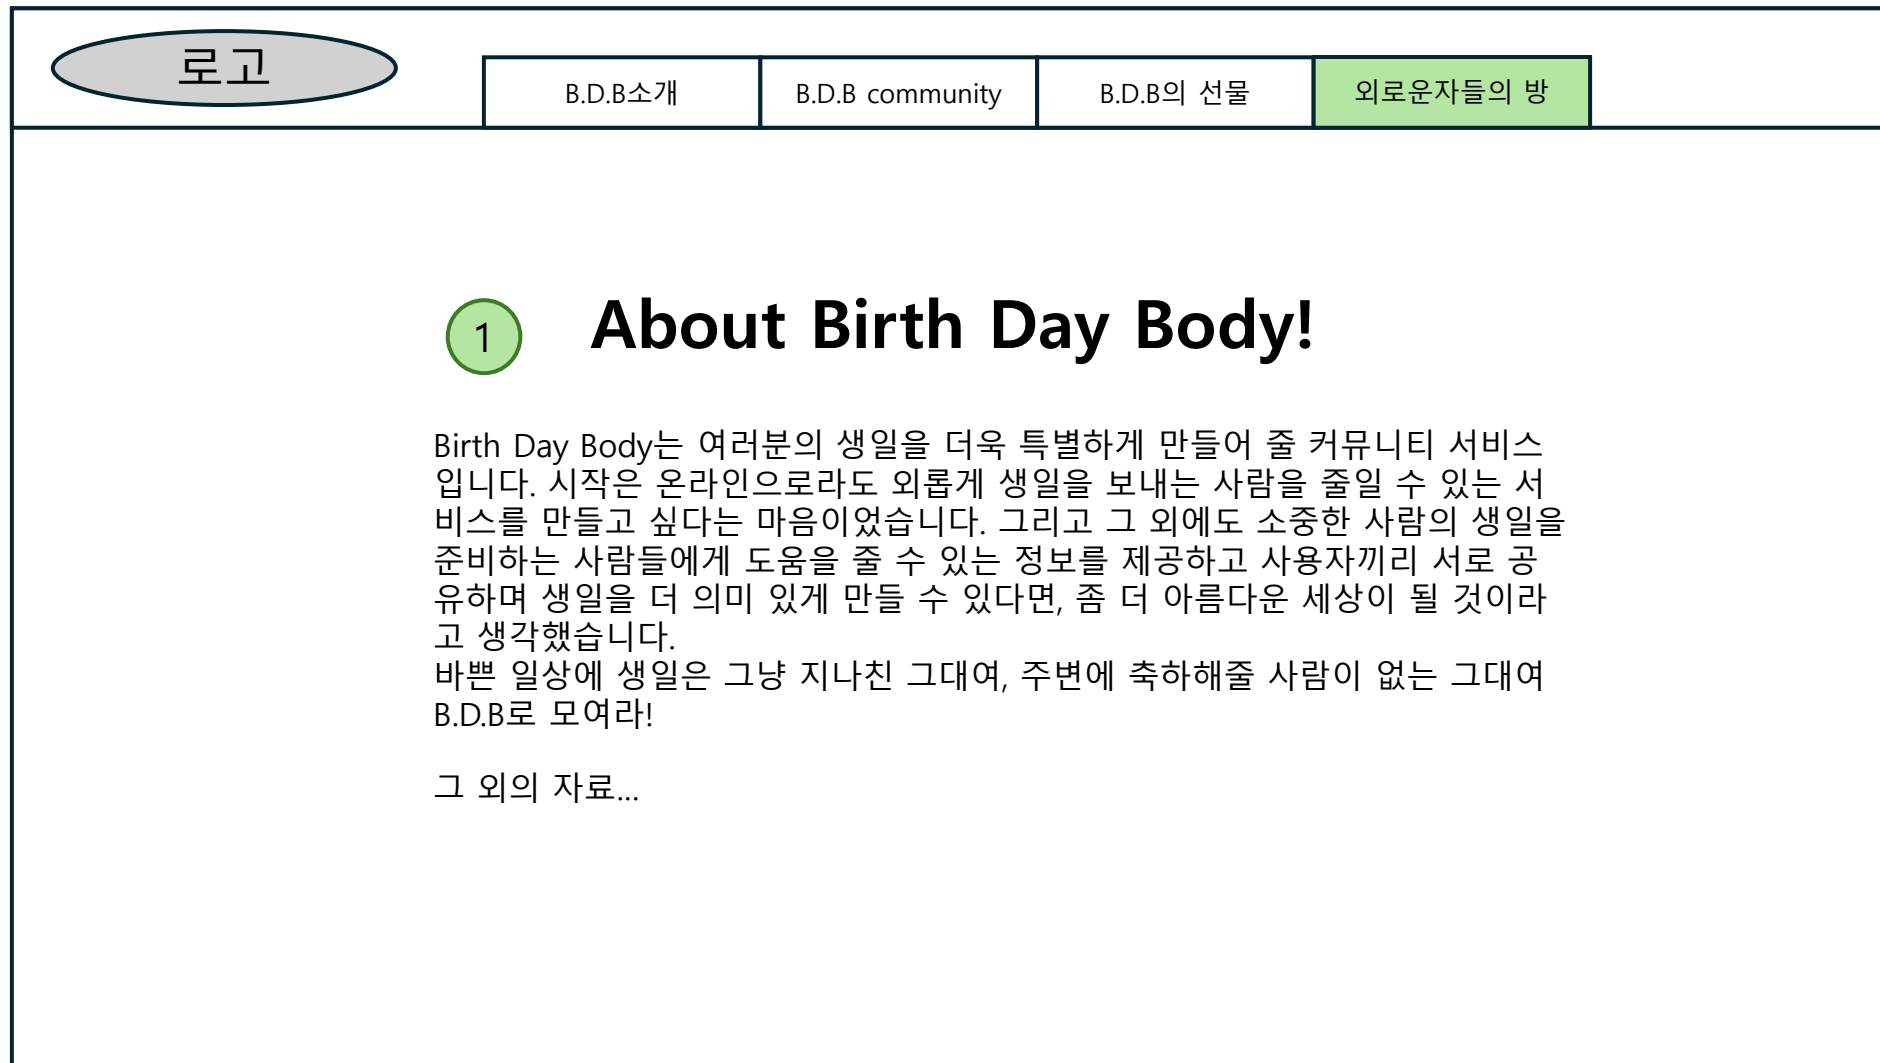 로고
B.D.B소개
B.D.B community
B.D.B의 선물
외로운자들의 방
1
About Birth Day Body!
Birth Day Body는 여러분의 생일을 더욱 특별하게 만들어 줄 커뮤니티 서비스
입니다. 시작은 온라인으로라도 외롭게 생일을 보내는 사람을 줄일 수 있는 서
비스를 만들고 싶다는 마음이었습니다. 그리고 그 외에도 소중한 사람의 생일을
준비하는 사람들에게 도움을 줄 수 있는 정보를 제공하고 사용자끼리 서로 공
유하며 생일을 더 의미 있게 만들 수 있다면, 좀 더 아름다운 세상이 될 것이라
고 생각했습니다.
바쁜 일상에 생일은 그냥 지나친 그대여, 주변에 축하해줄 사람이 없는 그대여
B.D.B로 모여라!
그 외의 자료...